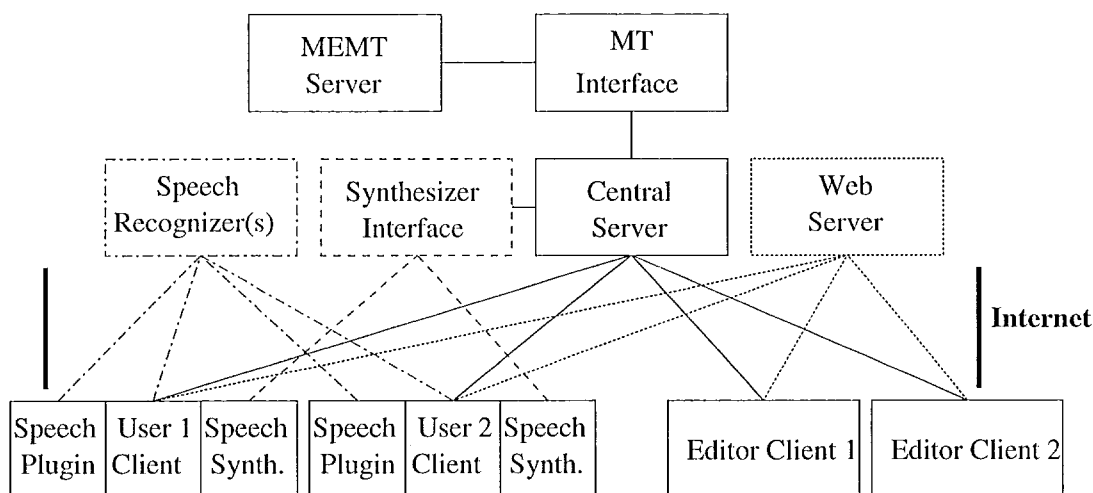 MEMT
Server
MT
Interface
Speech
Recognizer(s)
Synthesizer
Interface
Central
Server
Web
Server
Internet
Speech
Plugin
User 1
Client
Speech
Synth.
Speech
Plugin
User 2
Client
Speech
Synth.
Editor Client 1
Editor Client 2